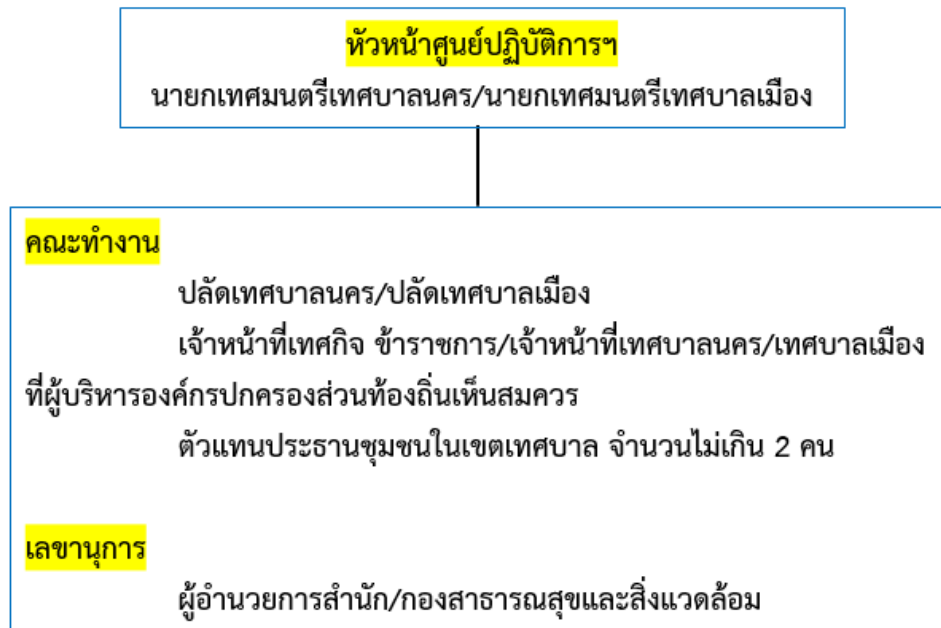 หัวหน้าศูนย์ปฏิบัติการฯ
นายกเทศมนตรีเทศบาลนคร/นายกเทศมนตรีเทศบาลเมือง
คณะทำงาน
ปลัดเทศบาลนคร/ปลัดเทศบาลเมือง
เจ้าหน้าที่เทศกิจ ข้าราชการ/เจ้าหน้าที่เทศบาลนคร/เทศบาลเมือง
ที่ผู้บริหารองค์กรปกครองส่วนท้องถิ่นเห็นสมควร
ตัวแทนประธานชุมชนในเขตเทศบาล จำนวนไม่เกิน 2 คน
เลขานุการ
ผู้อำนวยการสำนัก/กองสาธารณสุขและสิ่งแวดล้อม